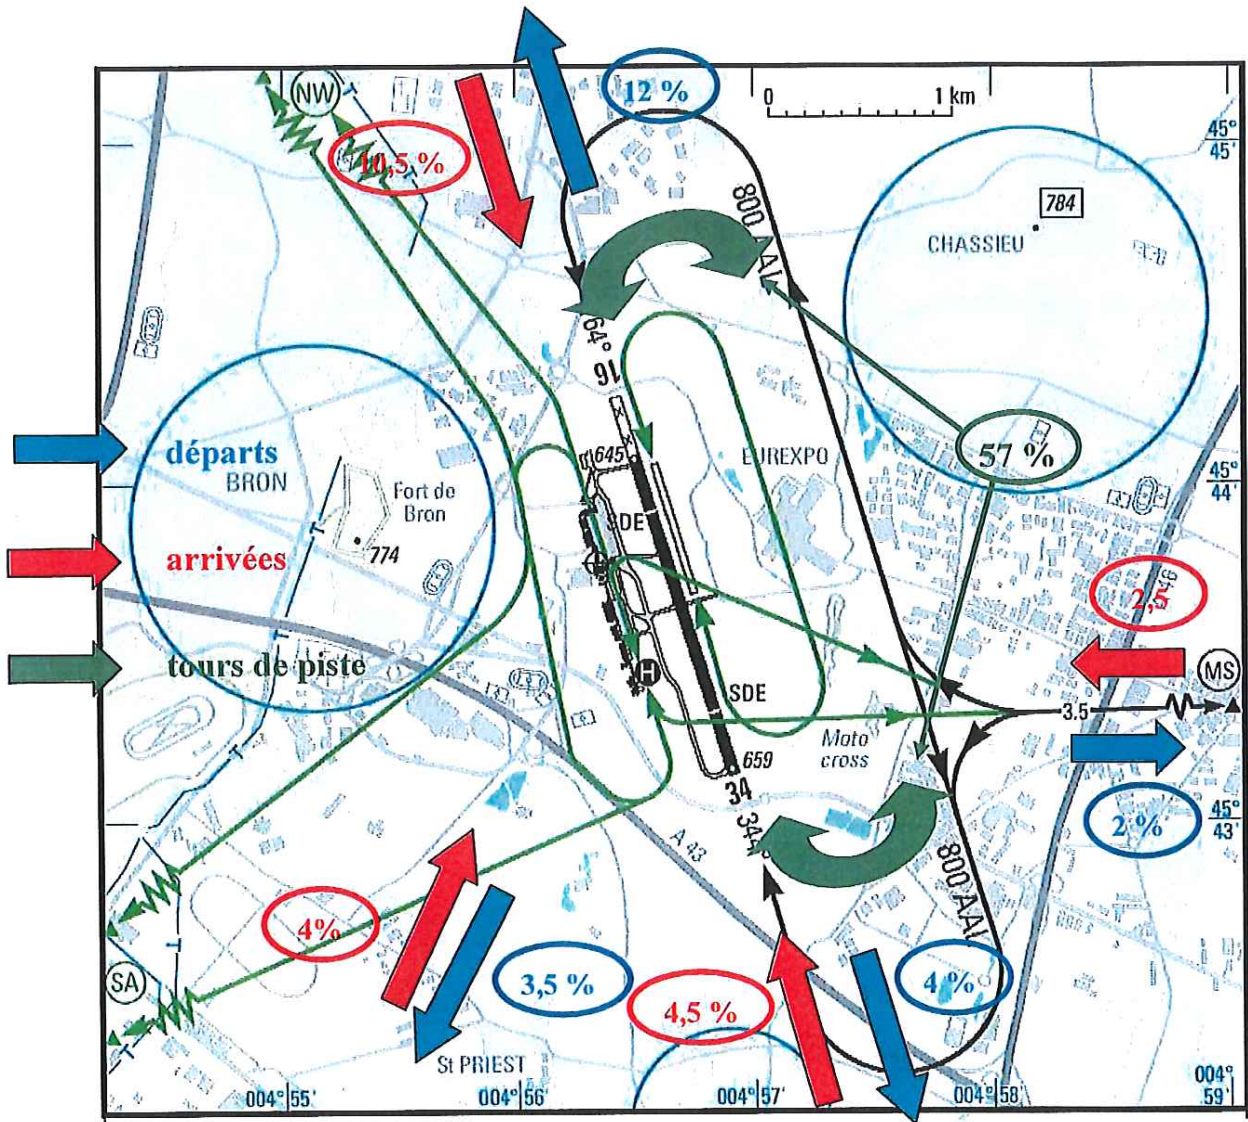 12 %
0 1 km
NW
10,5 %
45°
45'
784
CHASSIEU
800 AAL
64°
16
57 %
645
EUREXPO
départs
BRON
Fort de
Bron
45°
44'
SDE
774
arrivées
2,5
A 46
tours de piste
MS
H
SDE
3.5
Moto
cross
659
34
344°
45°
43'
2 %
A 43
800 AAL
4%
SA
3,5 %
4,5 %
4 %
St PRIEST
004° 55'
004° 56'
004° 57'
004° 58'
004°
59'
T
T
T
T
T
T